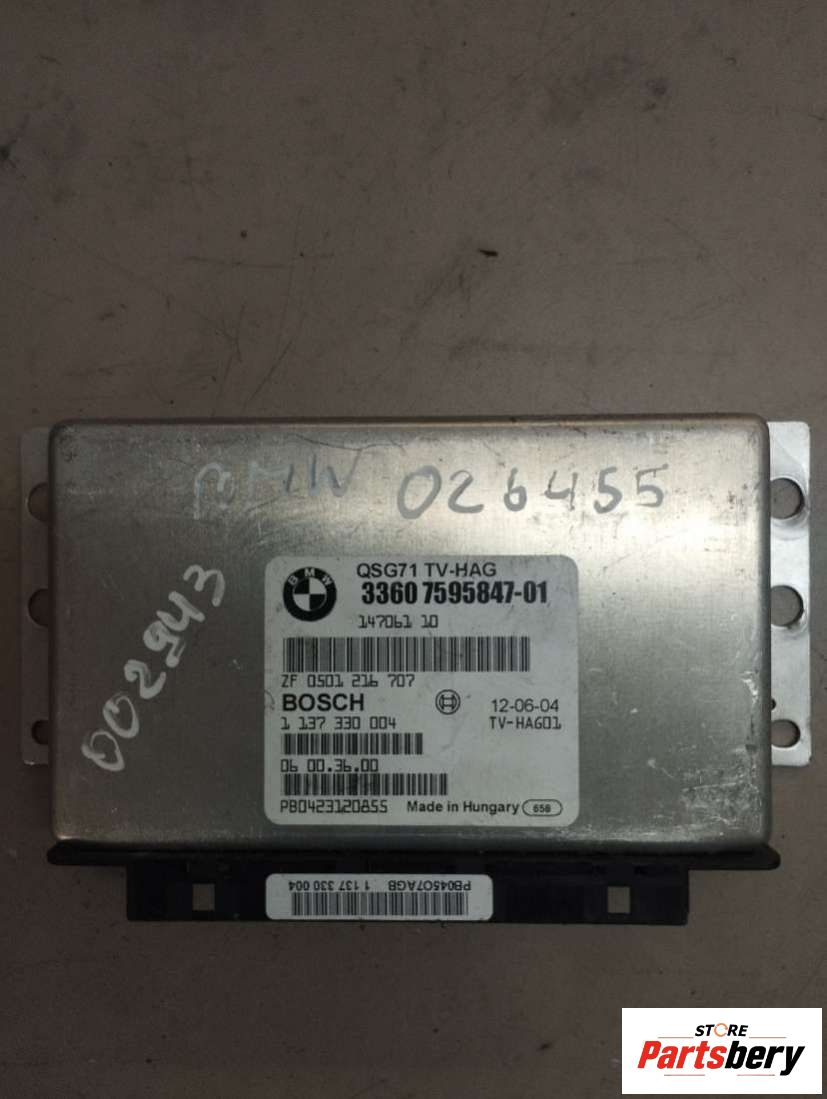 BMW 026455
002943
BMW
QSG71 TV-HAG
3360 7595847-01
147061 10
ZF 0501 216 707
BOSCH 12-06-04
1 137 330 004 TV-HAG01
06 00.36.00
PB0423120855 Made in Hungary 656
PB04507AGB 1 137 330 004
STORE
Partsbery